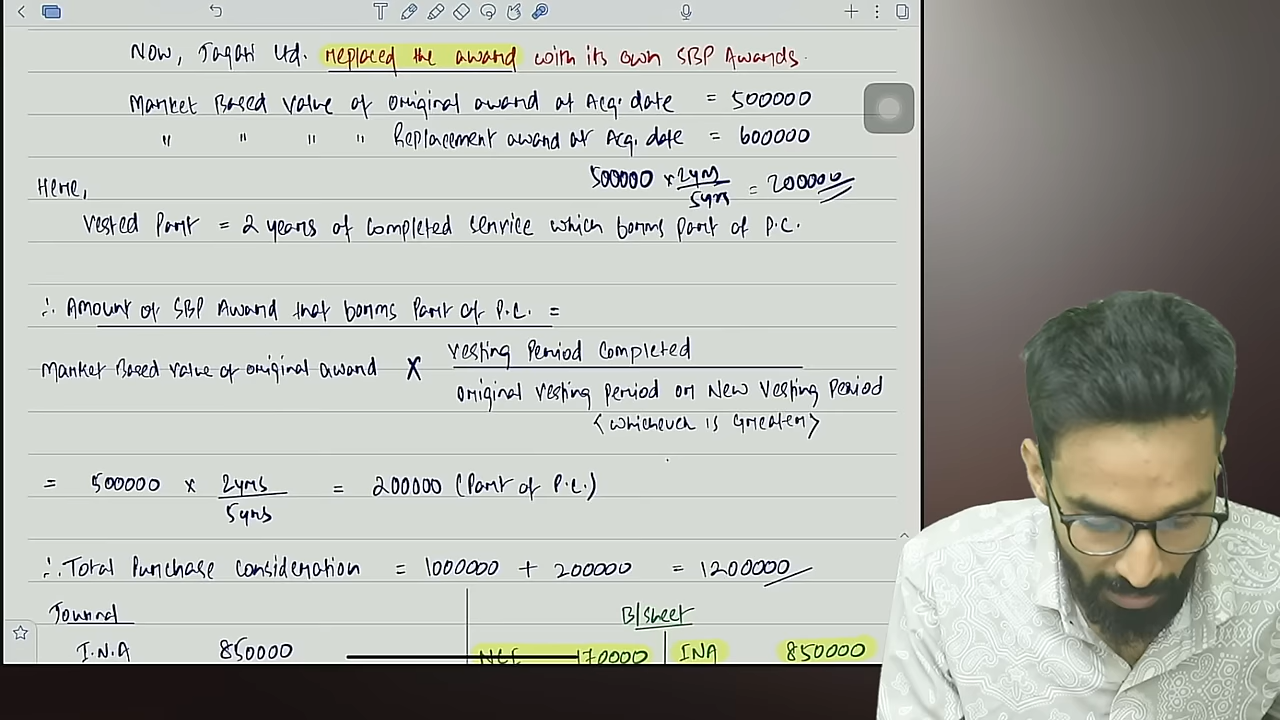 Now, Jagati Ltd. replaced the award with its own SBP Awards.
Market Based Value of original award at Acq. date = 500000
" " " " Replacement award at Acq. date = 600000
Here,
500000 x 2yrs / 5yrs = 200000
Vested Part = 2 years of completed service which forms part of P.C.
∴ Amount of SBP Award that forms Part of P.C. =
Market Based value of original award X Vesting Period Completed
Original vesting period or New Vesting Period
<whichever is Greater>
= 500000 x 2yrs / 5yrs = 200000 (Part of P.C.)
∴ Total Purchase Consideration = 1000000 + 200000 = 1200000
Journal B/sheet
I.N.A 850000 NCI 170000 INA 850000